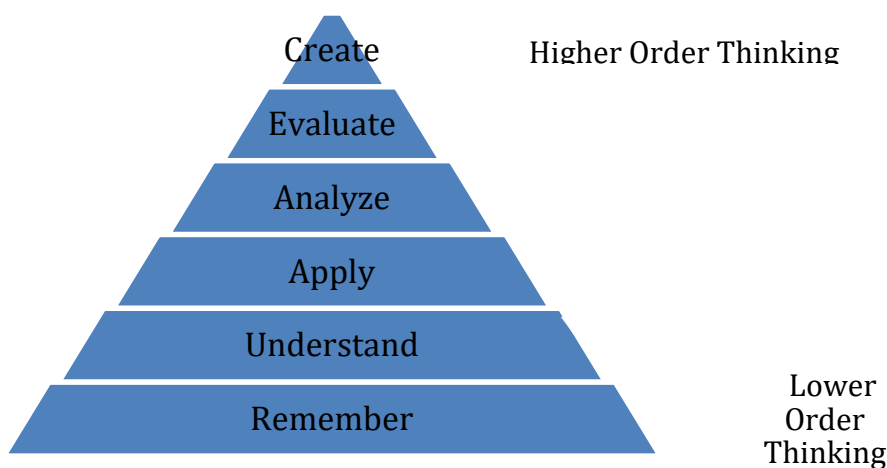 Create
Higher Order Thinking
Evaluate
Analyze
Apply
Understand
Remember
Lower
Order
Thinking